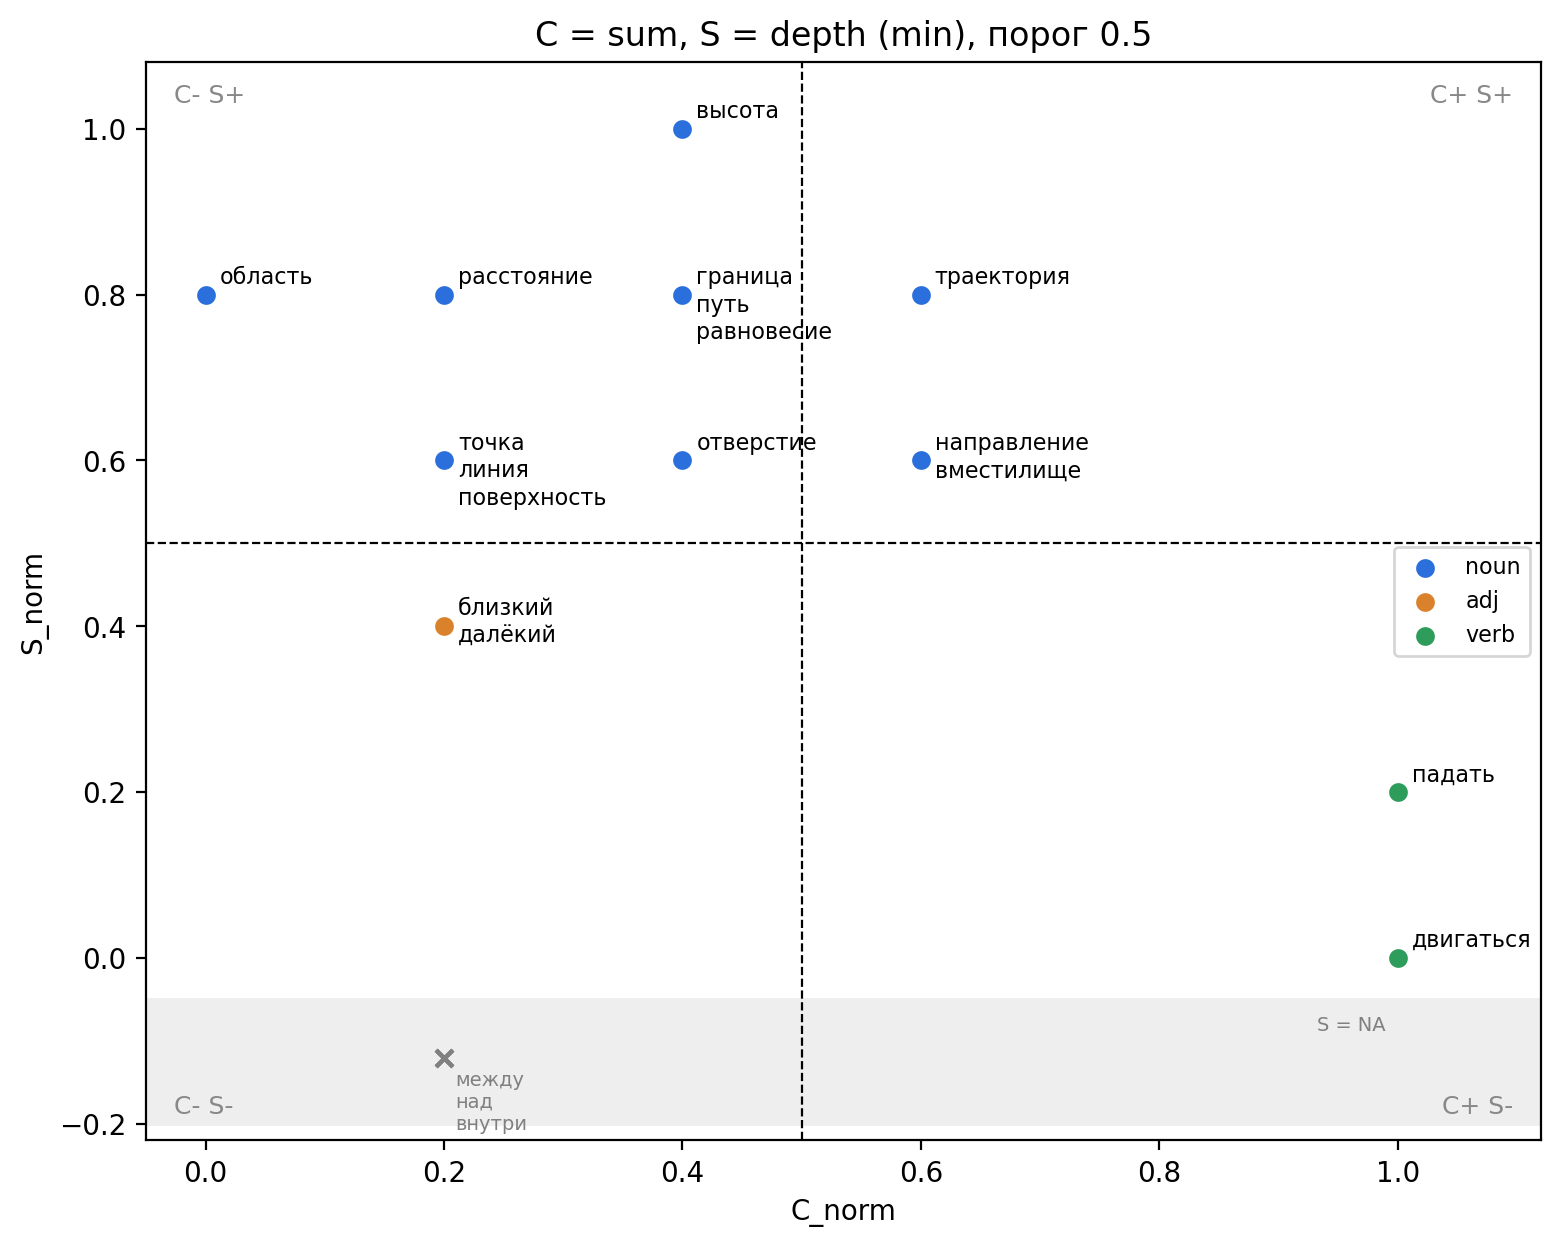 C = sum, S = depth (min), порог 0.5
C- S+
C+ S+
высота
область
расстояние
граница
путь
равновесие
траектория
точка
линия
поверхность
отверстие
направление
вместилище
близкий
далёкий
noun
adj
verb
падать
двигаться
S = NA
между
над
внутри
C- S-
C+ S-
1.0
0.8
0.6
0.4
0.2
0.0
−0.2
S_norm
0.0
0.2
0.4
0.6
0.8
1.0
C_norm